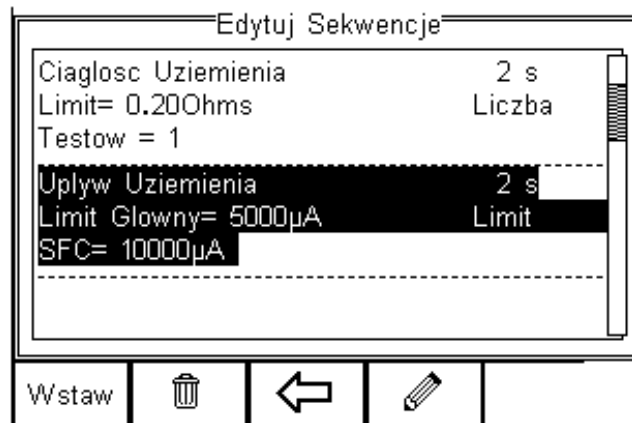 Edytuj Sekwencje
Ciaglosc Uziemienia 2 s
Limit= 0.20Ohms Liczba
Testow = 1
Uplyw Uziemienia 2 s
Limit Glowny= 5000µA Limit
SFC= 10000µA
Wstaw